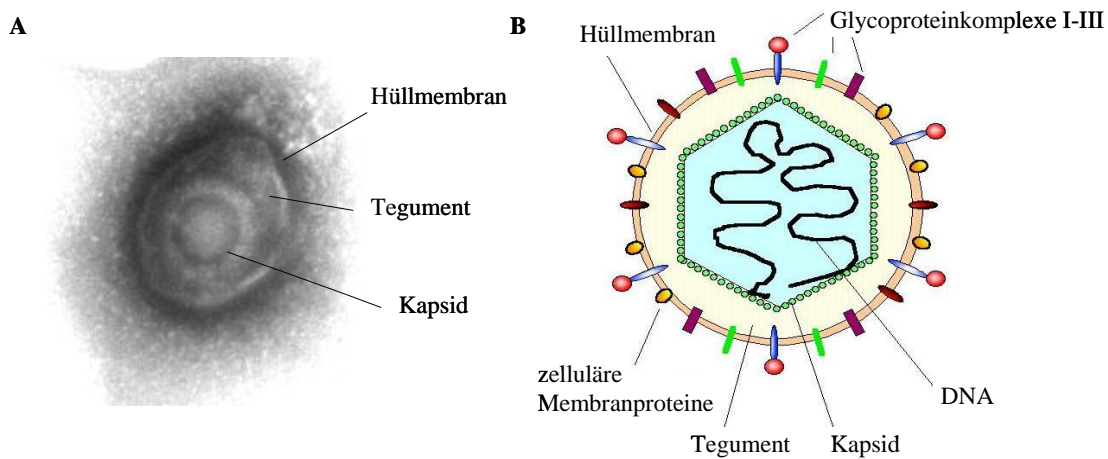 A
Hüllmembran
Tegument
Kapsid
B
Glycoproteinkomplexe I-III
Hüllmembran
zelluläre
Membranproteine
DNA
Tegument
Kapsid